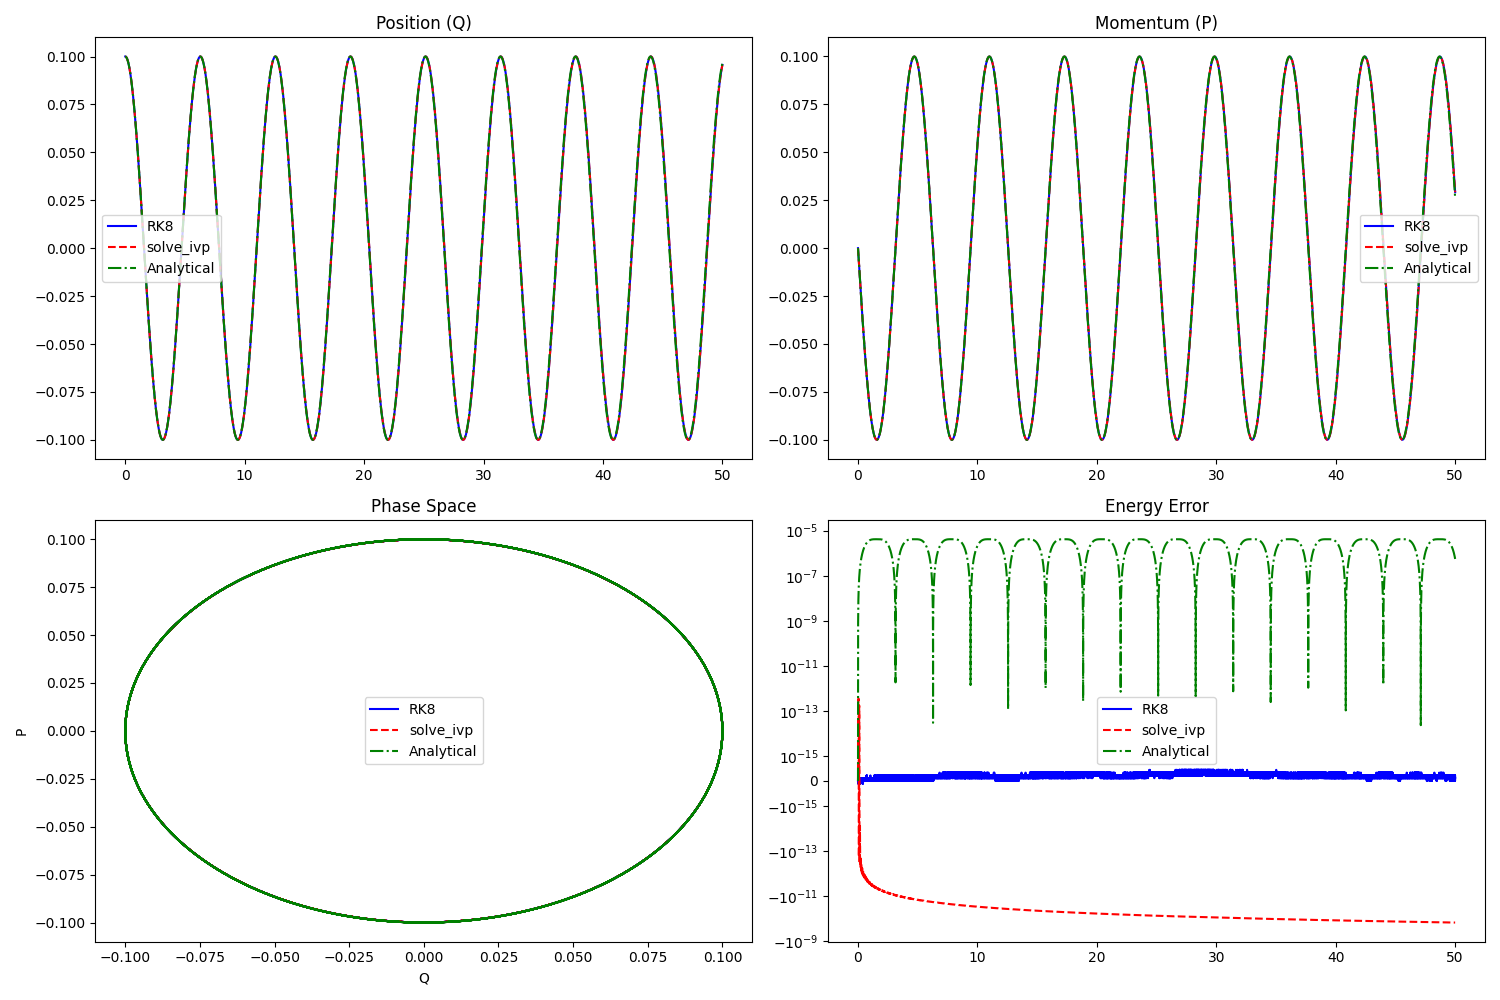 Position (Q)
0.100
0.075
0.050
0.025
0.000
−0.025
−0.050
−0.075
−0.100
RK8
solve_ivp
Analytical
0 10 20 30 40 50
Momentum (P)
0.100
0.075
0.050
0.025
0.000
−0.025
−0.050
−0.075
−0.100
RK8
solve_ivp
Analytical
0 10 20 30 40 50
Phase Space
P
0.100
0.075
0.050
0.025
0.000
−0.025
−0.050
−0.075
−0.100
RK8
solve_ivp
Analytical
−0.100 −0.075 −0.050 −0.025 0.000 0.025 0.050 0.075 0.100
Q
Energy Error
10⁻⁵
10⁻⁷
10⁻⁹
10⁻¹¹
10⁻¹³
10⁻¹⁵
0
−10⁻¹⁵
−10⁻¹³
−10⁻¹¹
−10⁻⁹
RK8
solve_ivp
Analytical
0 10 20 30 40 50